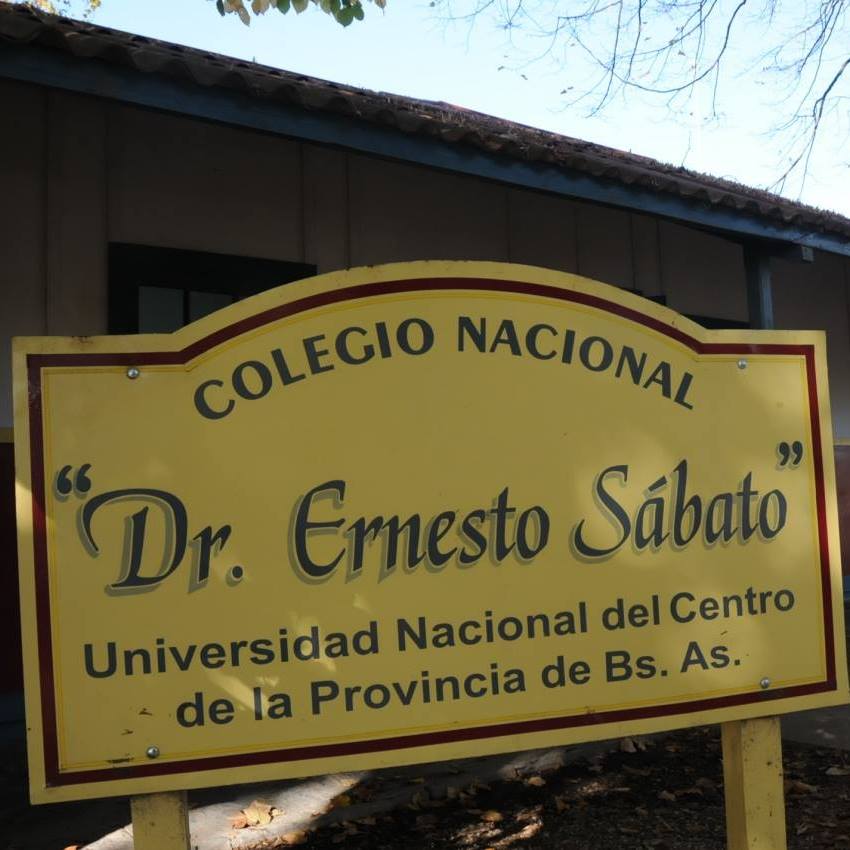 COLEGIO NACIONAL
“Dr. Ernesto Sábato”
Universidad Nacional del Centro
de la Provincia de Bs. As.